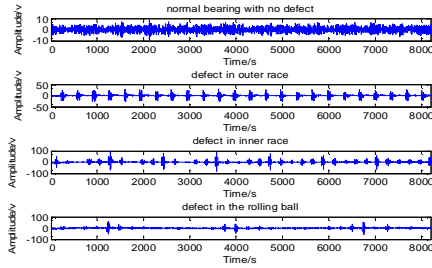 normal bearing with no defect
Amplitude/v
10
0
-10
0 1000 2000 3000 4000 5000 6000 7000 8000
Time/s
defect in outer race
Amplitude/v
50
0
-50
0 1000 2000 3000 4000 5000 6000 7000 8000
Time/s
defect in inner race
Amplitude/v
100
0
-100
0 1000 2000 3000 4000 5000 6000 7000 8000
Time/s
defect in the rolling ball
Amplitude/v
100
0
-100
0 1000 2000 3000 4000 5000 6000 7000 8000
Time/s